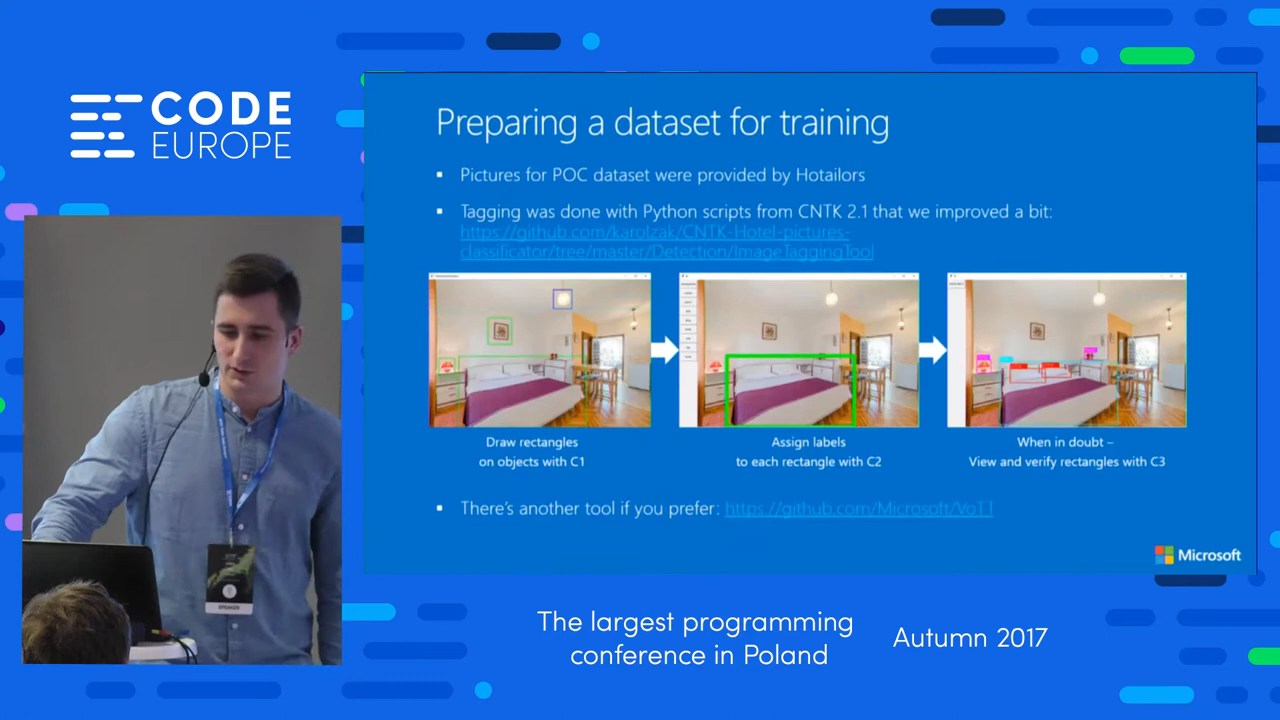 CODE
EUROPE
Preparing a dataset for training
Pictures for POC dataset were provided by Hotailors
Tagging was done with Python scripts from CNTK 2.1 that we improved a bit:
https://github.com/karolzak/CNTK-Hotel-pictures-
classificator/tree/master/Detection/ImageTaggingTool
Draw rectangles
on objects with C1
Assign labels
to each rectangle with C2
When in doubt –
View and verify rectangles with C3
There's another tool if you prefer: https://github.com/Microsoft/VoTT
Microsoft
SPEAKER
The largest programming
conference in Poland
Autumn 2017